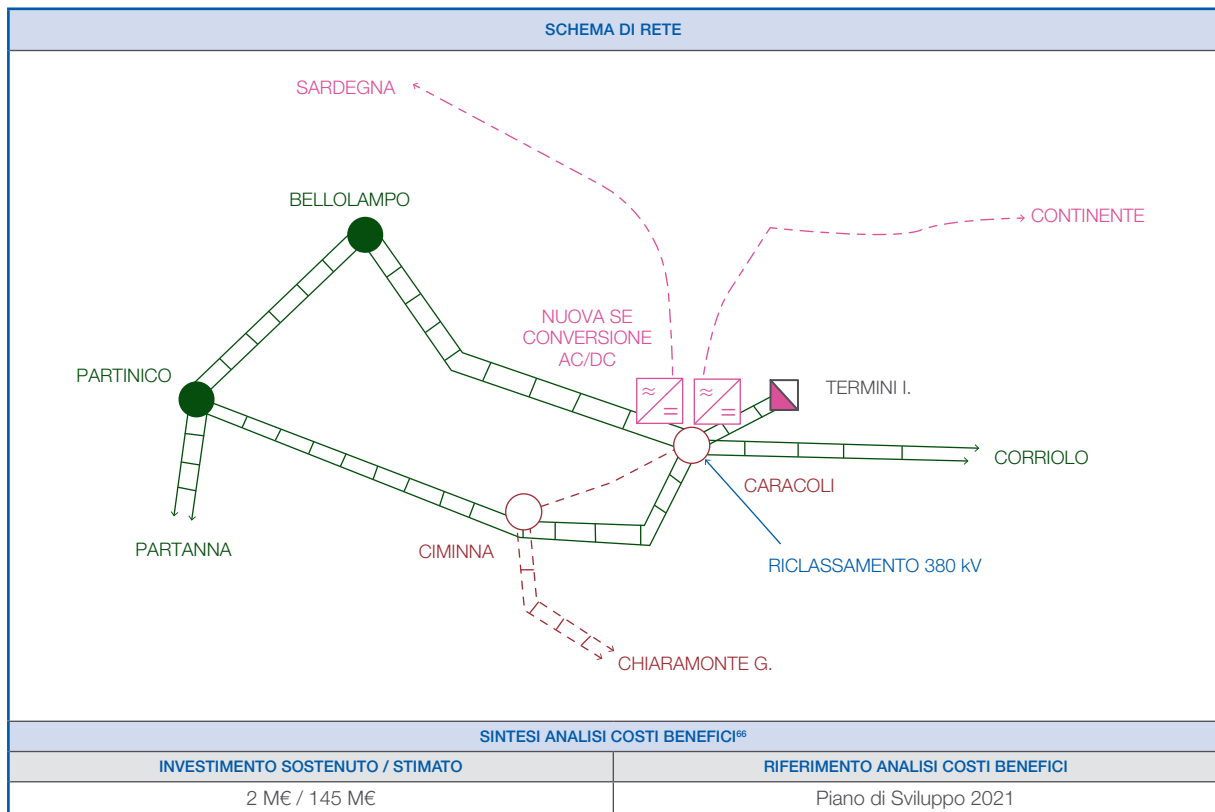 SCHEMA DI RETE
SARDEGNA
BELLOLAMPO
CONTINENTE
NUOVA SE
CONVERSIONE
AC/DC
PARTINICO
TERMINI I.
CORRIOLO
CARACOLI
PARTANNA
CIMINNA
RICLASSAMENTO 380 kV
CHIARAMONTE G.
SINTESI ANALISI COSTI BENEFICI⁶⁶
INVESTIMENTO SOSTENUTO / STIMATO
RIFERIMENTO ANALISI COSTI BENEFICI
2 M€ / 145 M€
Piano di Sviluppo 2021